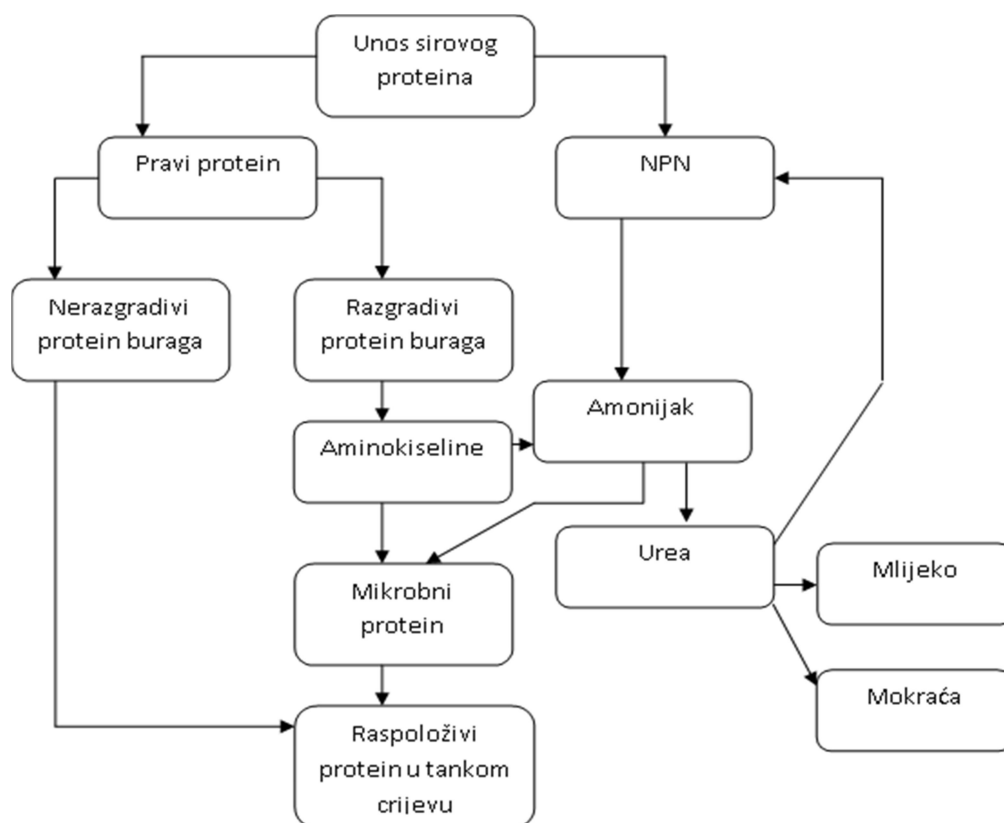 Unos sirovog
proteina
Pravi protein
NPN
Nerazgradivi
protein buraga
Razgradivi
protein buraga
Amonijak
Aminokiseline
Urea
Mlijeko
Mikrobni
protein
Mokraća
Raspoloživi
protein u tankom
crijevu